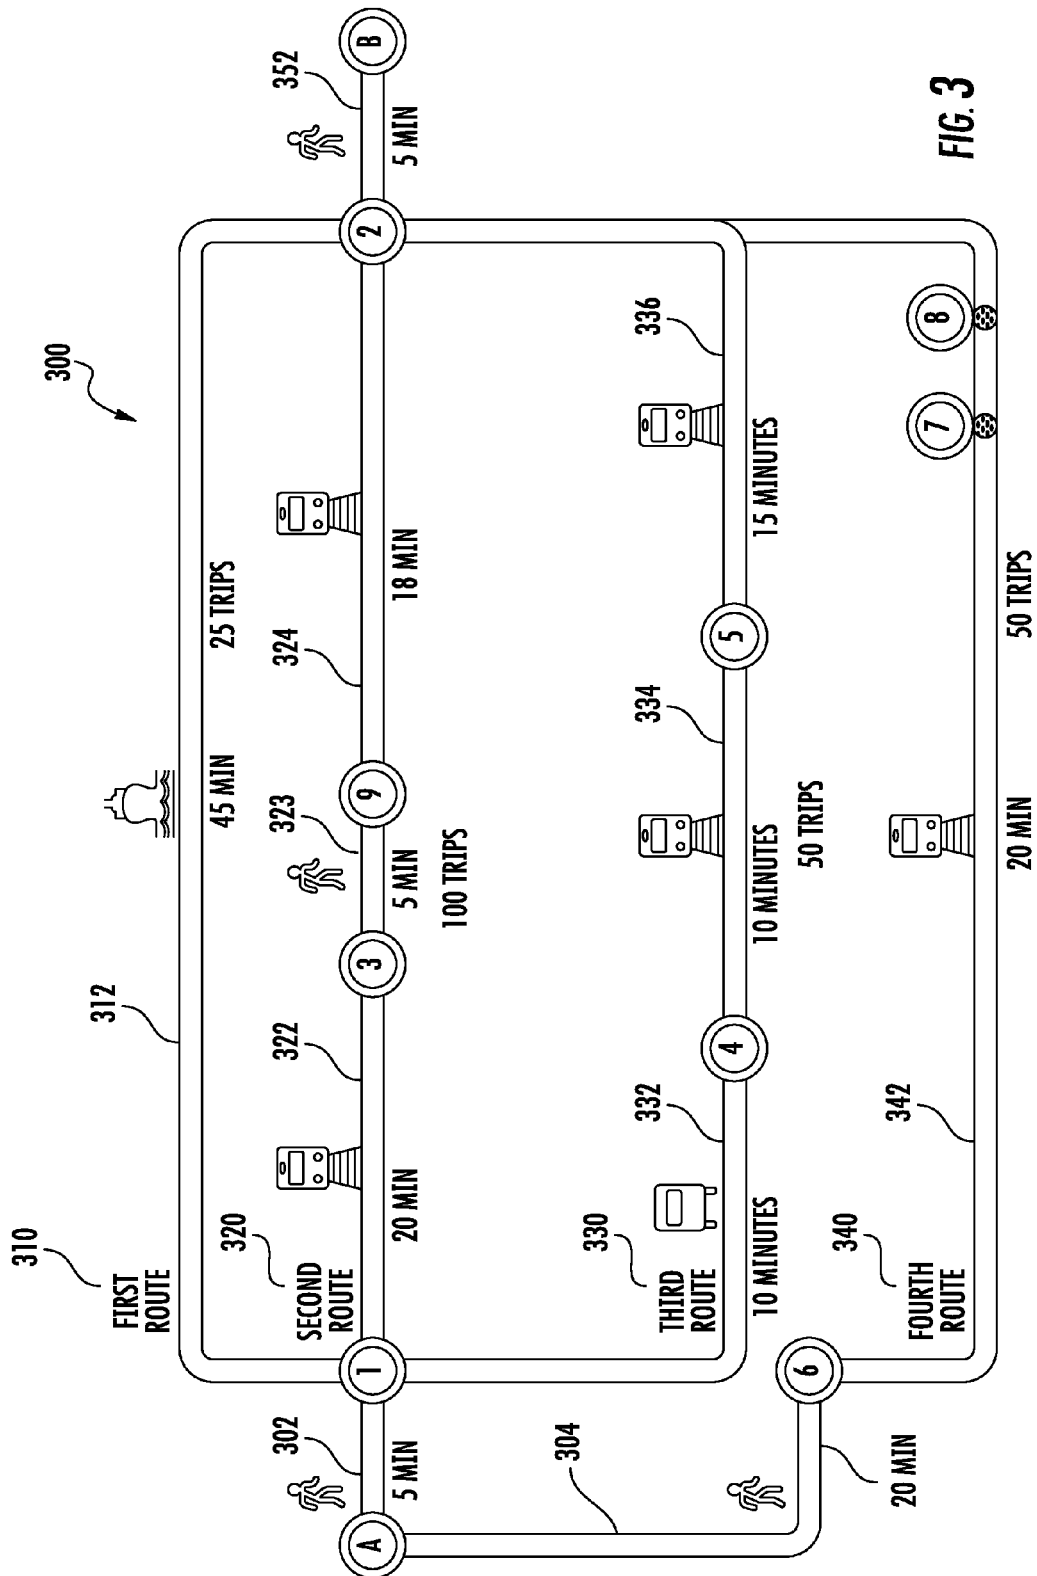 300
310
FIRST
ROUTE
312
45 MIN
25 TRIPS
320
SECOND
ROUTE
322
323
324
352
302
A
1
3
9
2
B
5 MIN
20 MIN
5 MIN
18 MIN
5 MIN
100 TRIPS
330
THIRD
ROUTE
332
334
336
4
5
10 MINUTES
10 MINUTES
15 MINUTES
50 TRIPS
304
6
20 MIN
340
FOURTH
ROUTE
342
7
8
20 MIN
50 TRIPS
FIG. 3